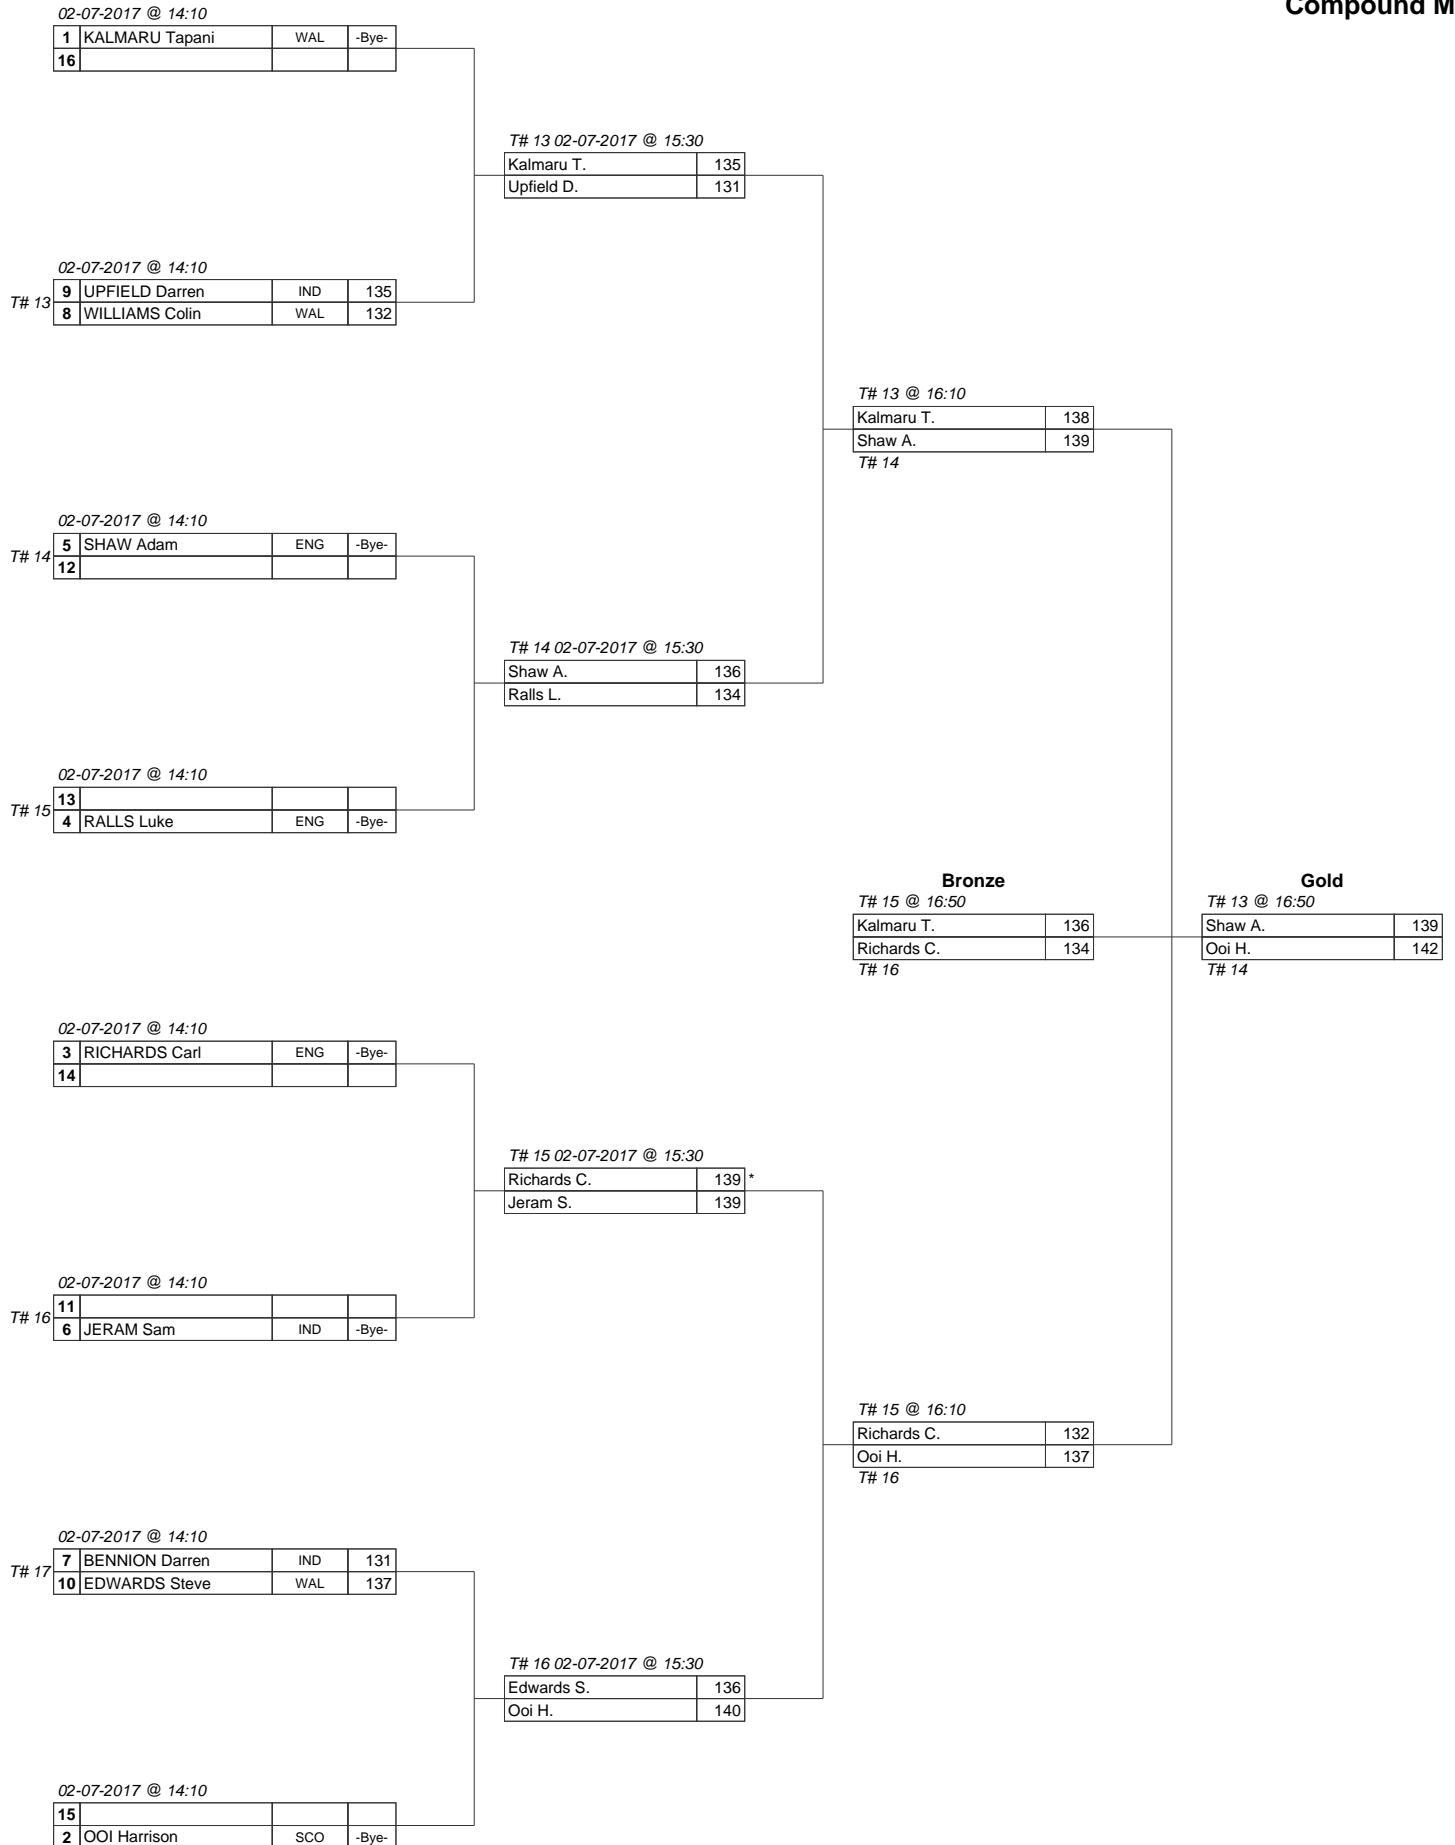 Compound M
02-07-2017 @ 14:10
1 KALMARU Tapani WAL -Bye-
16
T# 13 02-07-2017 @ 15:30
Kalmaru T. 135
Upfield D. 131
02-07-2017 @ 14:10
T# 13
9 UPFIELD Darren IND 135
8 WILLIAMS Colin WAL 132
T# 13 @ 16:10
Kalmaru T. 138
Shaw A. 139
T# 14
02-07-2017 @ 14:10
T# 14
5 SHAW Adam ENG -Bye-
12
T# 14 02-07-2017 @ 15:30
Shaw A. 136
Ralls L. 134
02-07-2017 @ 14:10
T# 15
13
4 RALLS Luke ENG -Bye-
Bronze
T# 15 @ 16:50
Kalmaru T. 136
Richards C. 134
T# 16
Gold
T# 13 @ 16:50
Shaw A. 139
Ooi H. 142
T# 14
02-07-2017 @ 14:10
3 RICHARDS Carl ENG -Bye-
14
T# 15 02-07-2017 @ 15:30
Richards C. 139 *
Jeram S. 139
02-07-2017 @ 14:10
T# 16
11
6 JERAM Sam IND -Bye-
T# 15 @ 16:10
Richards C. 132
Ooi H. 137
T# 16
02-07-2017 @ 14:10
T# 17
7 BENNION Darren IND 131
10 EDWARDS Steve WAL 137
T# 16 02-07-2017 @ 15:30
Edwards S. 136
Ooi H. 140
02-07-2017 @ 14:10
15
2 OOI Harrison SCO -Bye-